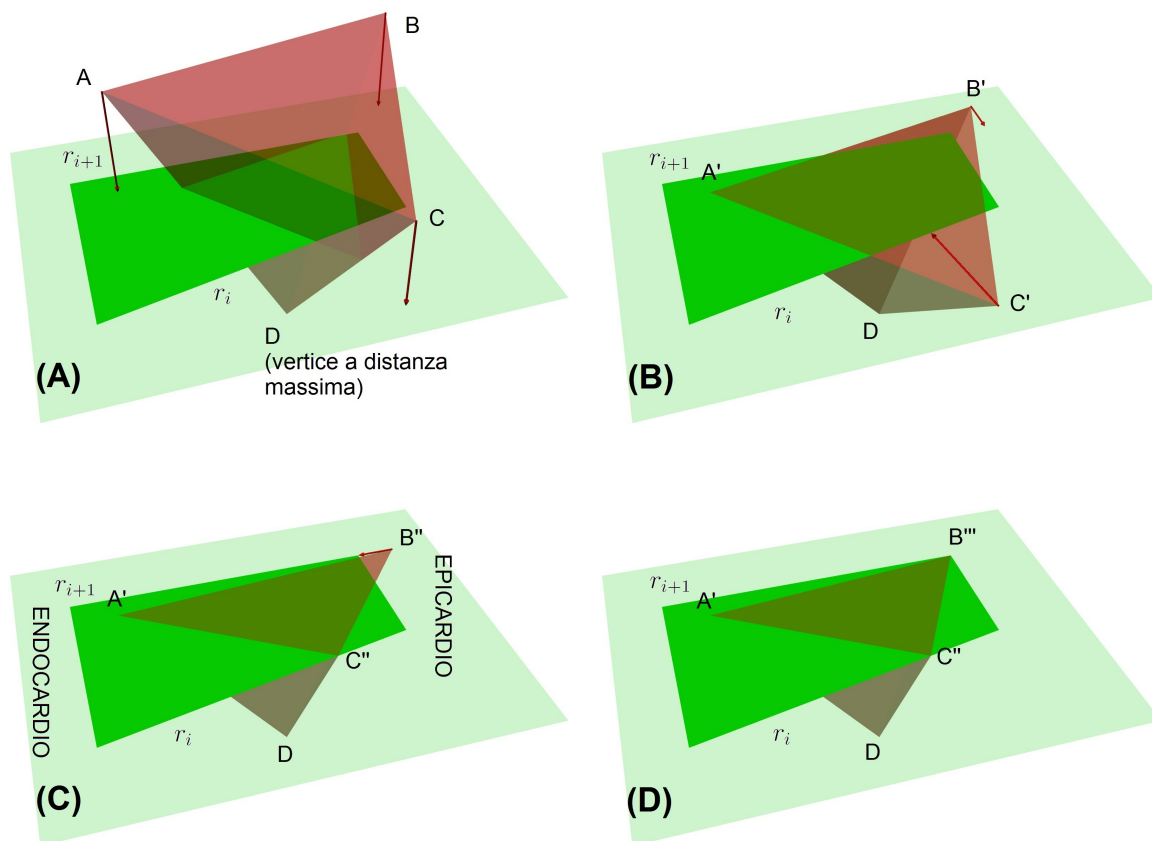 A
B
r_{i+1}
C
r_i
D
(vertice a distanza
massima)
(A)
B'
r_{i+1}
A'
r_i
C'
D
(B)
B''
r_{i+1}
A'
ENDOCARDIO
EPICARDIO
C''
r_i
D
(C)
B'''
r_{i+1}
A'
C''
r_i
D
(D)